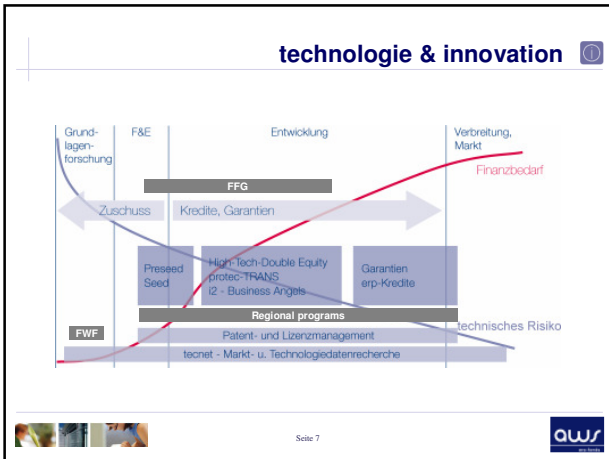 technologie & innovation
Grund-
lagen-
forschung
F&E
Entwicklung
Verbreitung,
Markt
Finanzbedarf
FFG
Zuschuss
Kredite, Garantien
Preseed
Seed
High-Tech-Double Equity
protec-TRANS
i2 - Business Angels
Garantien
erp-Kredite
Regional programs
technisches Risiko
FWF
Patent- und Lizenzmanagement
tecnet - Markt- u. Technologiedatenrecherche
Seite 7
aws